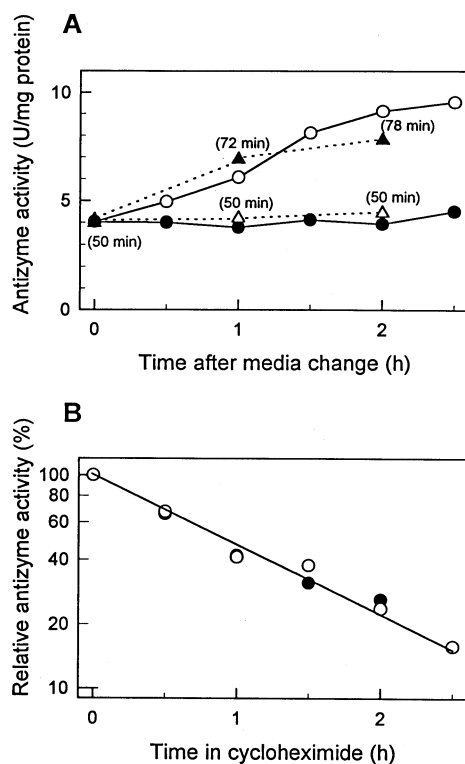 A
Antizyme activity (U/mg protein)
10
5
0
(72 min)
(78 min)
(50 min)
(50 min)
(50 min)
0
1
2
Time after media change (h)
B
Relative antizyme activity (%)
100
80
60
40
20
10
0
1
2
Time in cycloheximide (h)